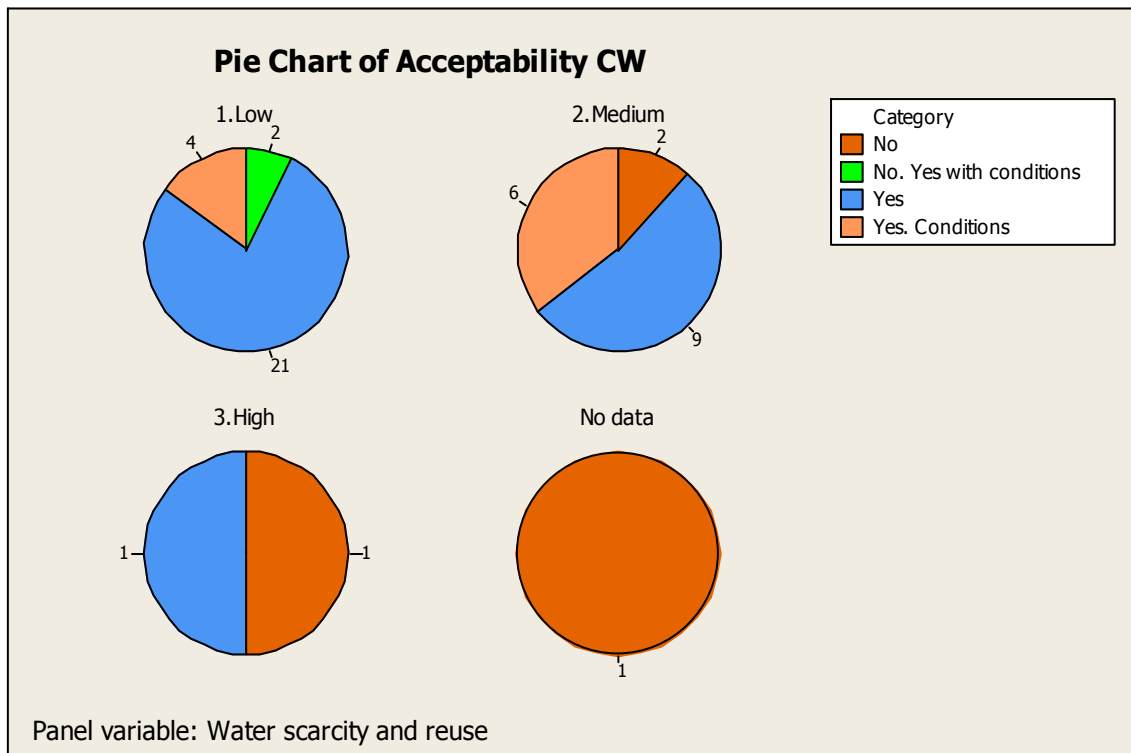 Pie Chart of Acceptability CW
1.Low
4
2
21
2.Medium
2
6
9
Category
No
No. Yes with conditions
Yes
Yes. Conditions
3.High
1
1
No data
1
Panel variable: Water scarcity and reuse